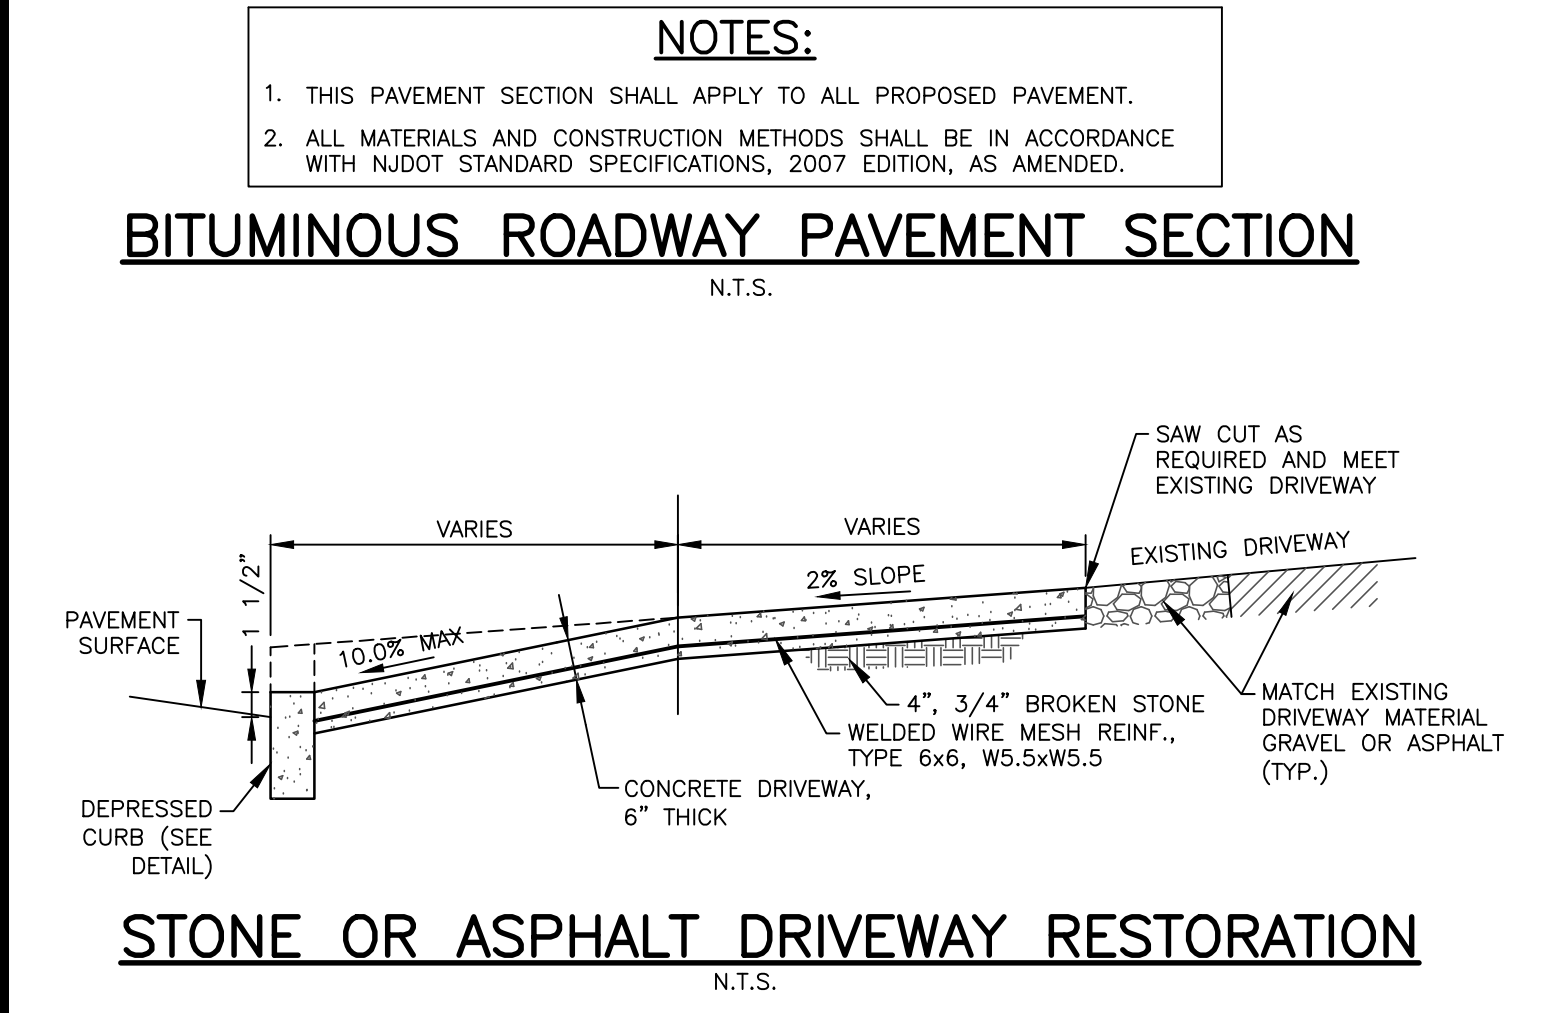 NOTES:
1. THIS PAVEMENT SECTION SHALL APPLY TO ALL PROPOSED PAVEMENT.
2. ALL MATERIALS AND CONSTRUCTION METHODS SHALL BE IN ACCORDANCE
WITH NJDOT STANDARD SPECIFICATIONS, 2007 EDITION, AS AMENDED.
BITUMINOUS ROADWAY PAVEMENT SECTION
N.T.S.
SAW CUT AS
REQUIRED AND MEET
EXISTING DRIVEWAY
VARIES
VARIES
EXISTING DRIVEWAY
2% SLOPE
1 1/2”
PAVEMENT
SURFACE
10.0% MAX
4”, 3/4” BROKEN STONE
WELDED WIRE MESH REINF.,
TYPE 6x6, W5.5xW5.5
MATCH EXISTING
DRIVEWAY MATERIAL
GRAVEL OR ASPHALT
(TYP.)
CONCRETE DRIVEWAY,
6” THICK
DEPRESSED
CURB (SEE
DETAIL)
STONE OR ASPHALT DRIVEWAY RESTORATION
N.T.S.